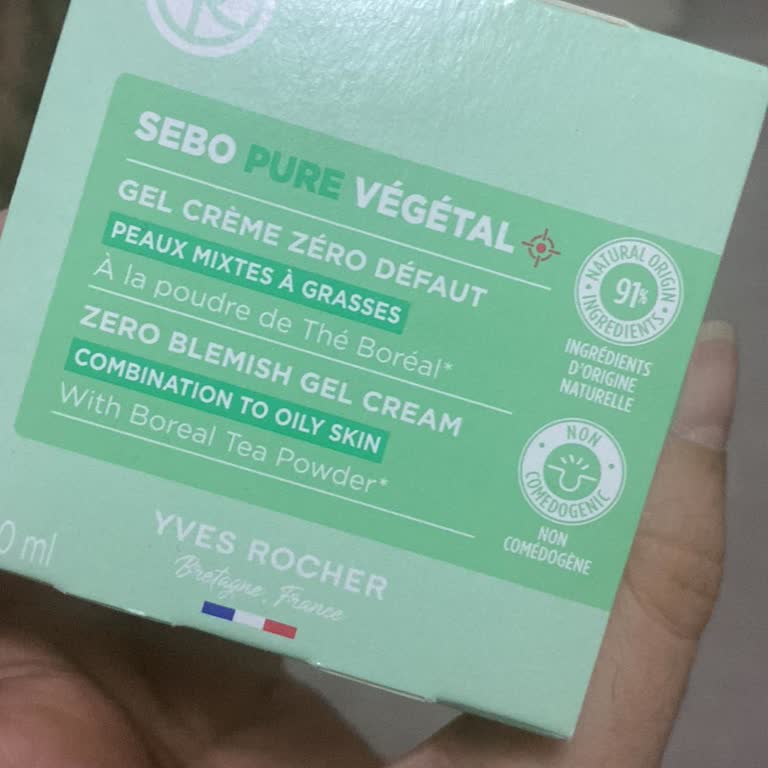 SEBO PURE VÉGÉTAL
GEL CRÈME ZÉRO DÉFAUT
PEAUX MIXTES À GRASSES
À la poudre de Thé Boréal*
ZERO BLEMISH GEL CREAM
COMBINATION TO OILY SKIN
With Boreal Tea Powder*
NATURAL ORIGIN
91%
INGREDIENTS
INGRÉDIENTS
D'ORIGINE
NATURELLE
NON
COMEDOGENIC
NON
COMÉDOGÈNE
0 ml
YVES ROCHER
Bretagne, France